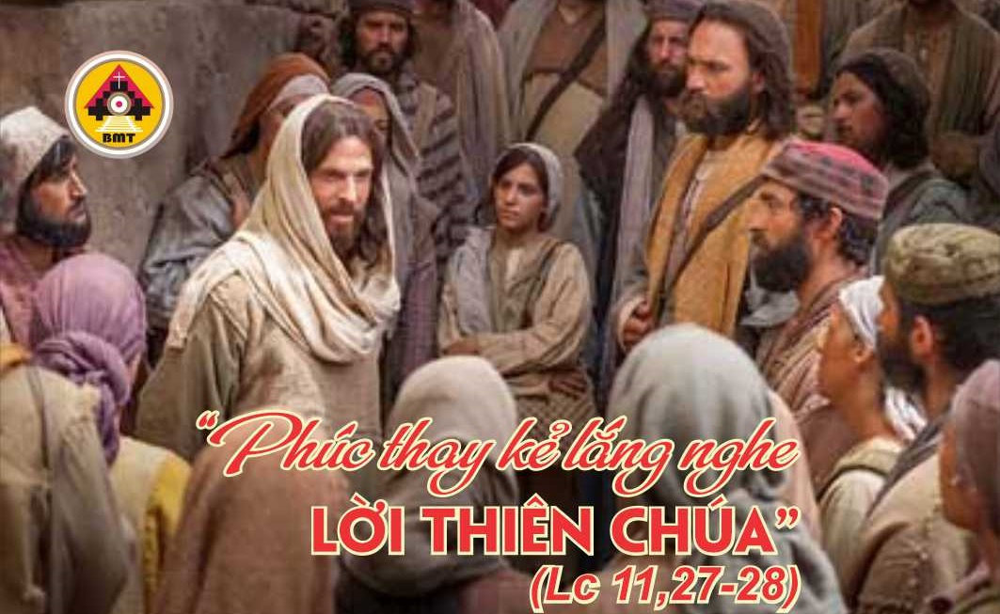 BMT
“Phúc thay kẻ lắng nghe
LỜI THIÊN CHÚA”
(Lc 11,27-28)